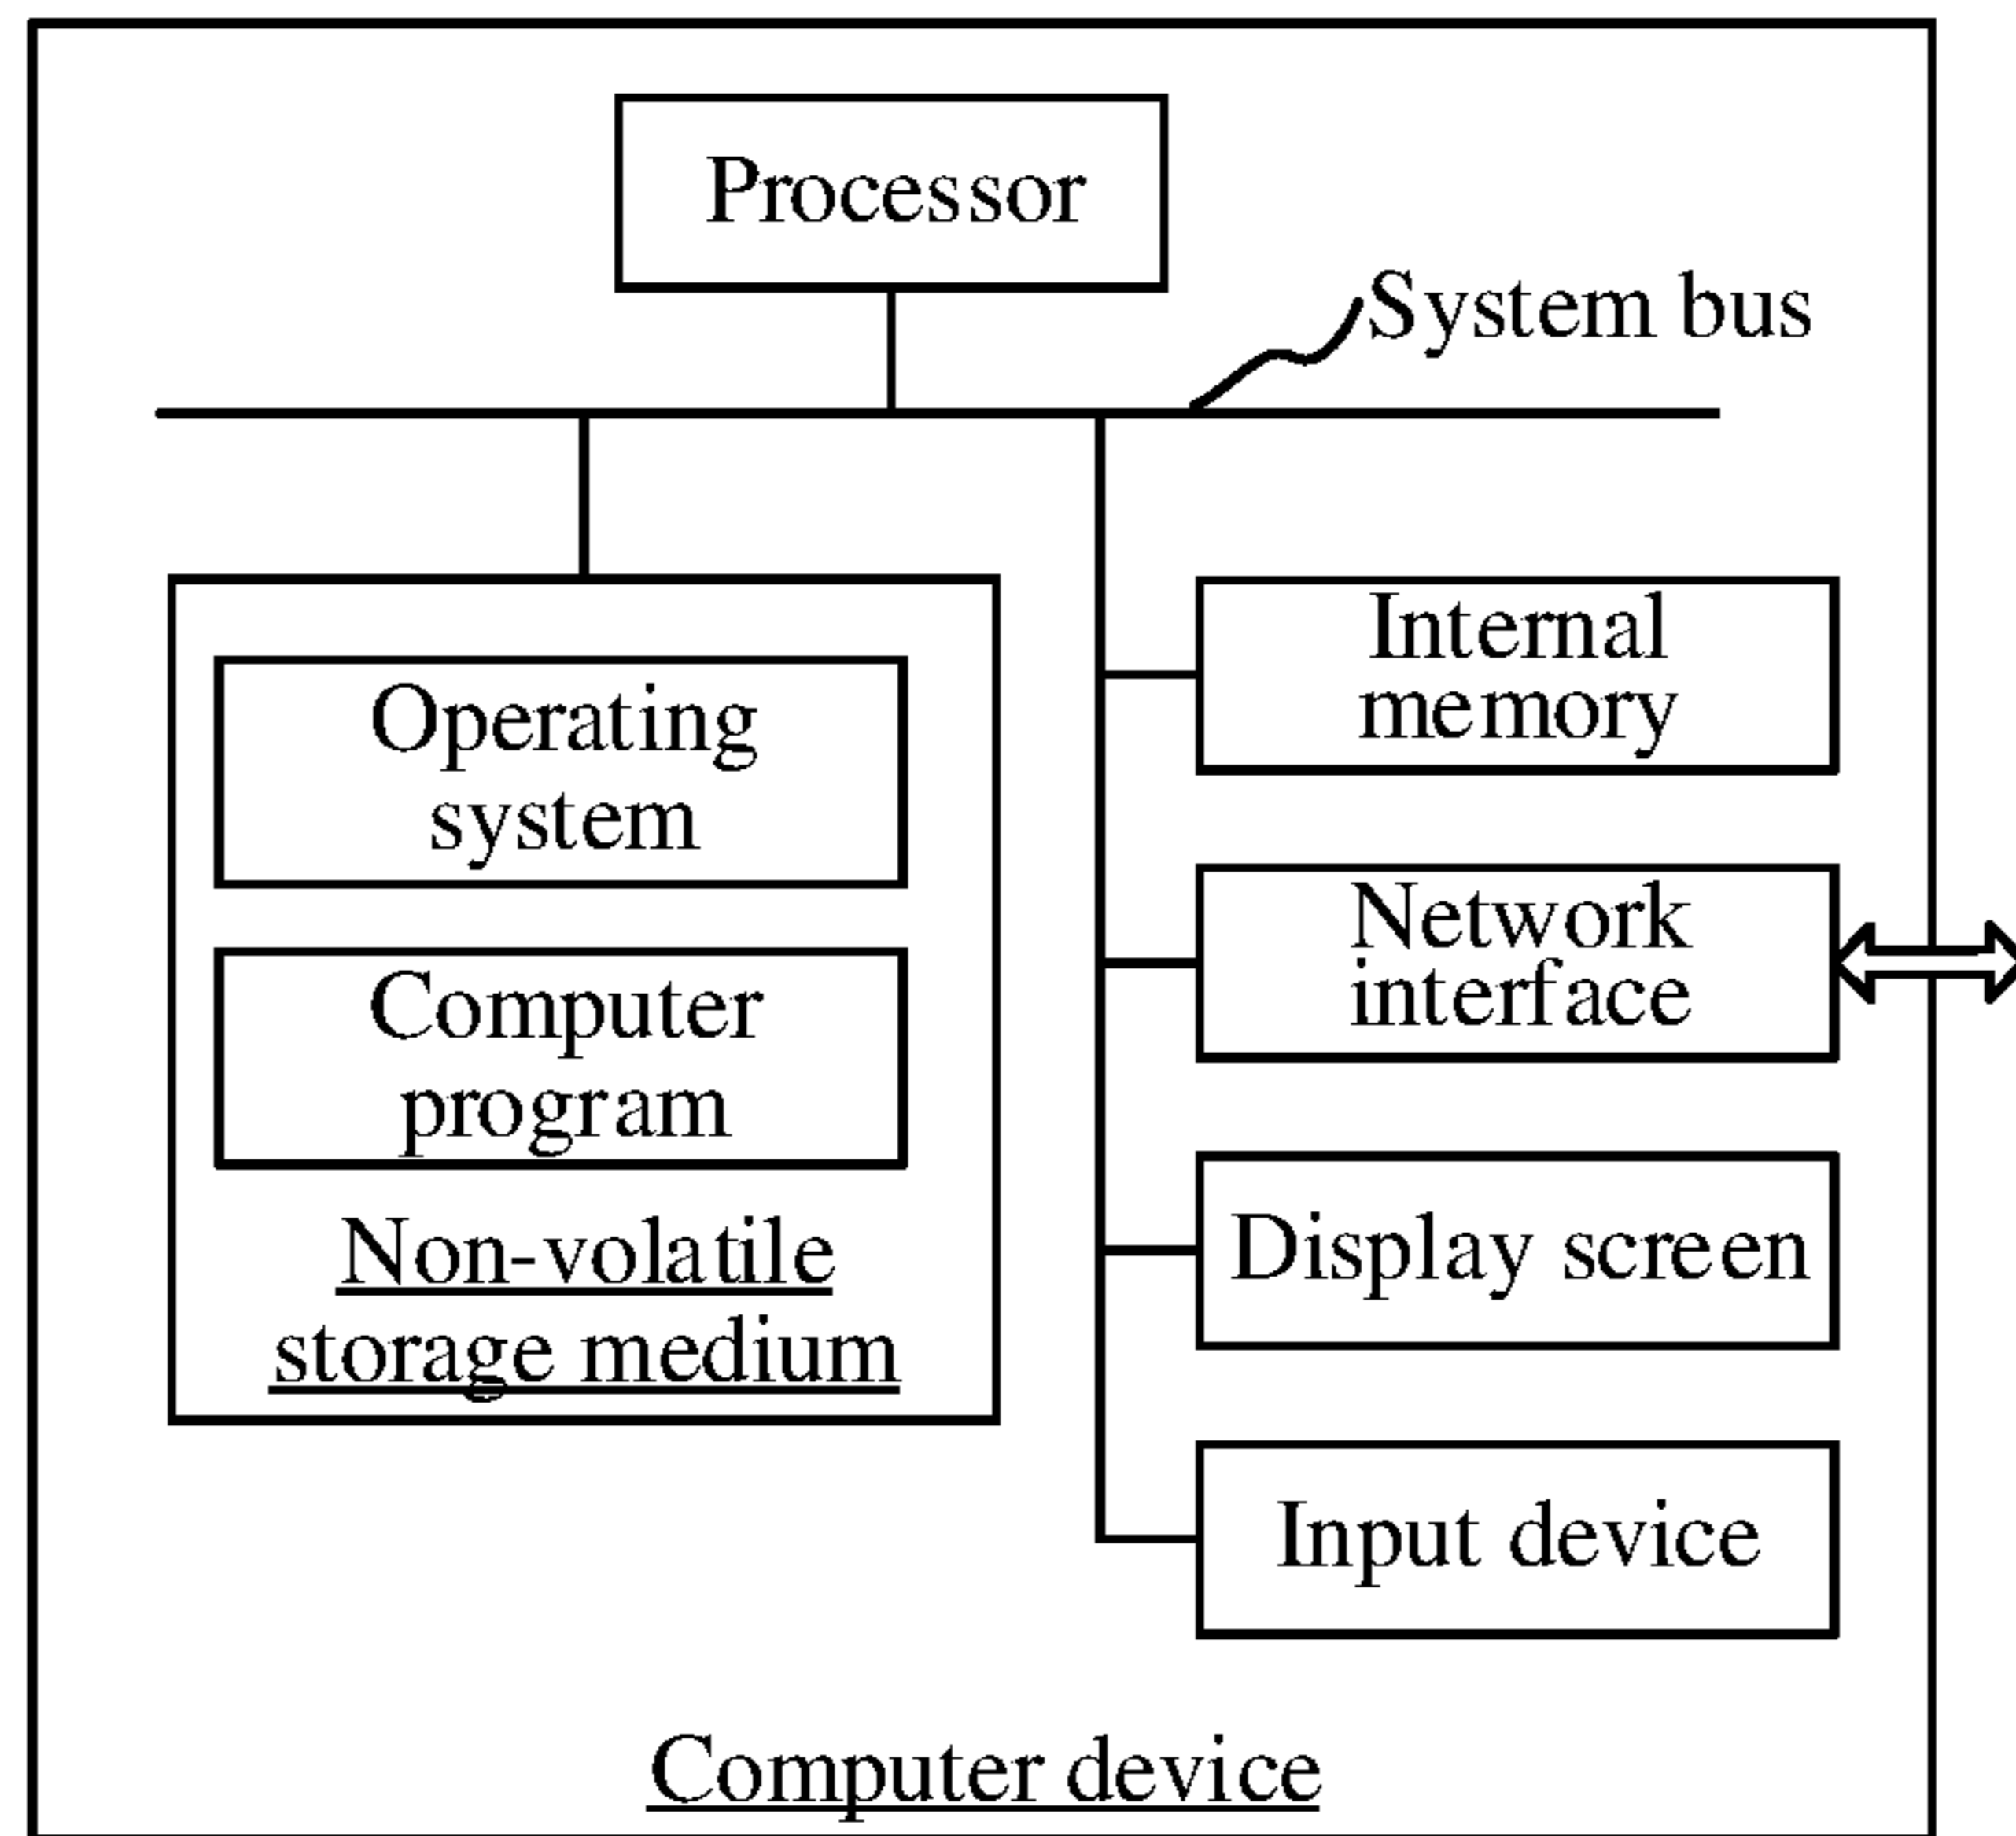 Processor
System bus
Operating
system
Computer
program
Non-volatile
storage medium
Internal
memory
Network
interface
Display screen
Input device
Computer device